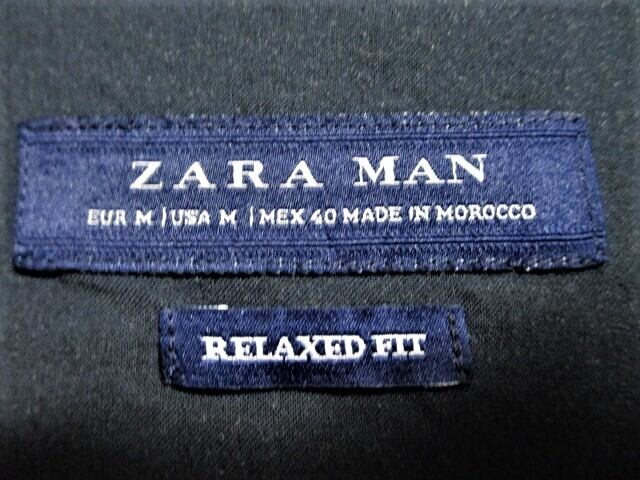 ZARA MAN
EUR M | USA M | MEX 40 MADE IN MOROCCO
RELAXED FIT